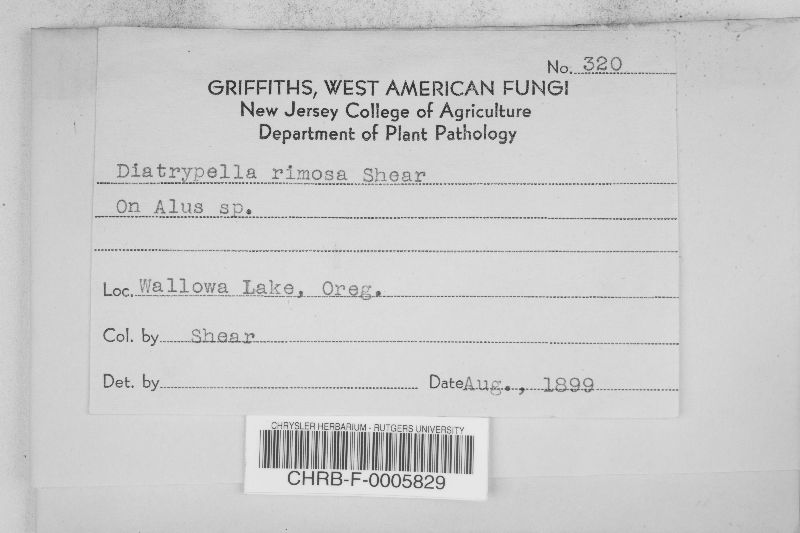 No. 320
GRIFFITHS, WEST AMERICAN FUNGI
New Jersey College of Agriculture
Department of Plant Pathology
Diatrypella rimosa Shear
On Alus sp.
Loc. Wallowa Lake, Oreg.
Col. by Shear
Det. by Date Aug., 1899
CHRYSLER HERBARIUM - RUTGERS UNIVERSITY
CHRB-F-0005829